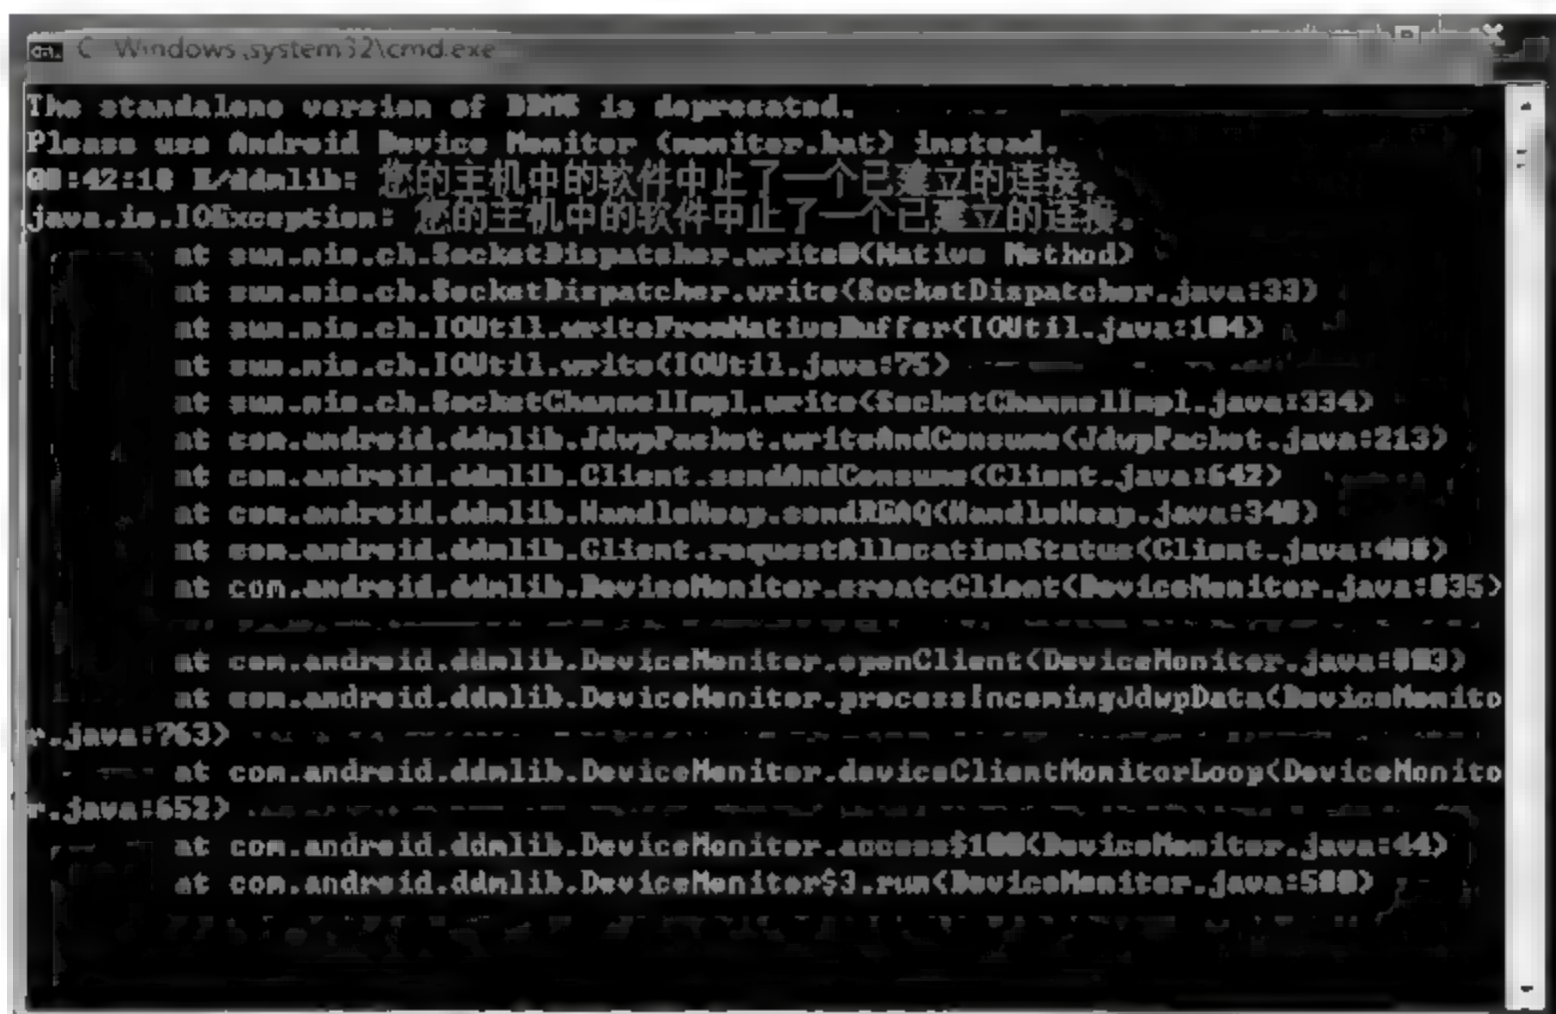 C:\Windows\system32\cmd.exe
The standalone version of DDMS is deprecated.
Please use Android Device Monitor (monitor.bat) instead.
E/ddmlib: 您的主机中的软件中止了一个已建立的连接。
java.io.IOException: 您的主机中的软件中止了一个已建立的连接。
at sun.nio.ch.SocketDispatcher.write0(Native Method)
at sun.nio.ch.SocketDispatcher.write(SocketDispatcher.java:33)
at sun.nio.ch.IOUtil.writeFromNativeBuffer(IOUtil.java:104)
at sun.nio.ch.IOUtil.write(IOUtil.java:75)
at sun.nio.ch.SocketChannelImpl.write(SocketChannelImpl.java:334)
at com.android.ddmlib.JdwpPacket.writeAndConsume(JdwpPacket.java:213)
at com.android.ddmlib.Client.sendAndConsume(Client.java:642)
at com.android.ddmlib.HandleHeap.sendREAQ(HandleHeap.java:348)
at com.android.ddmlib.Client.requestAllocationStatus(Client.java:488)
at com.android.ddmlib.DeviceMonitor.createClient(DeviceMonitor.java:835)
at com.android.ddmlib.DeviceMonitor.openClient(DeviceMonitor.java:803)
at com.android.ddmlib.DeviceMonitor.processIncomingJdwpData(DeviceMonito
r.java:763)
at com.android.ddmlib.DeviceMonitor.deviceClientMonitorLoop(DeviceMonito
r.java:652)
at com.android.ddmlib.DeviceMonitor.access$100(DeviceMonitor.java:44)
at com.android.ddmlib.DeviceMonitor$3.run(DeviceMonitor.java:580)